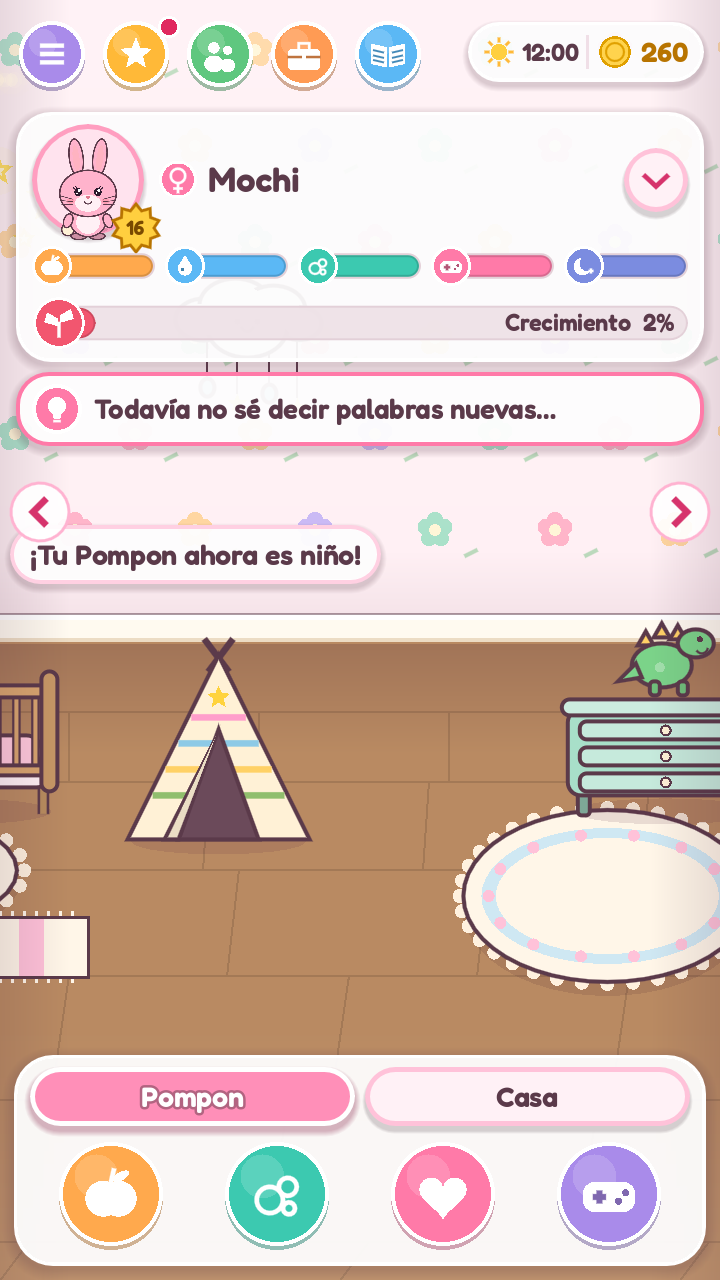 12:00
260
Mochi
16
Crecimiento 2%
Todavía no sé decir palabras nuevas...
¡Tu Pompon ahora es niño!
Pompon
Casa